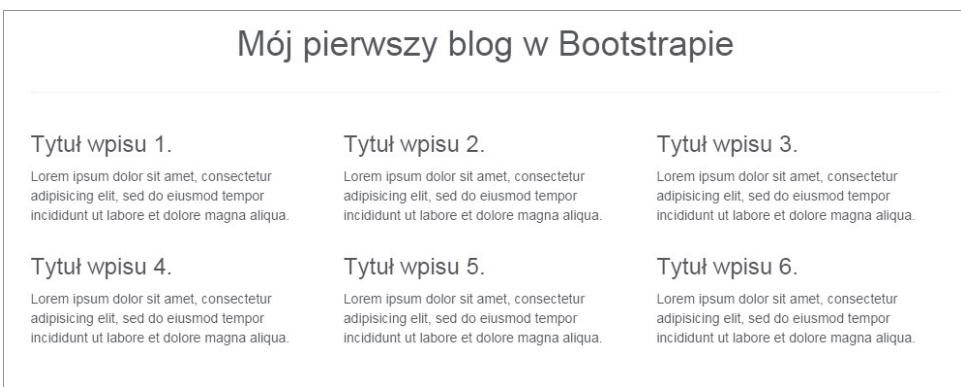 Mój pierwszy blog w Bootstrapie
Tytuł wpisu 1.
Lorem ipsum dolor sit amet, consectetur
adipisicing elit, sed do eiusmod tempor
incididunt ut labore et dolore magna aliqua.
Tytuł wpisu 2.
Lorem ipsum dolor sit amet, consectetur
adipisicing elit, sed do eiusmod tempor
incididunt ut labore et dolore magna aliqua.
Tytuł wpisu 3.
Lorem ipsum dolor sit amet, consectetur
adipisicing elit, sed do eiusmod tempor
incididunt ut labore et dolore magna aliqua.
Tytuł wpisu 4.
Lorem ipsum dolor sit amet, consectetur
adipisicing elit, sed do eiusmod tempor
incididunt ut labore et dolore magna aliqua.
Tytuł wpisu 5.
Lorem ipsum dolor sit amet, consectetur
adipisicing elit, sed do eiusmod tempor
incididunt ut labore et dolore magna aliqua.
Tytuł wpisu 6.
Lorem ipsum dolor sit amet, consectetur
adipisicing elit, sed do eiusmod tempor
incididunt ut labore et dolore magna aliqua.